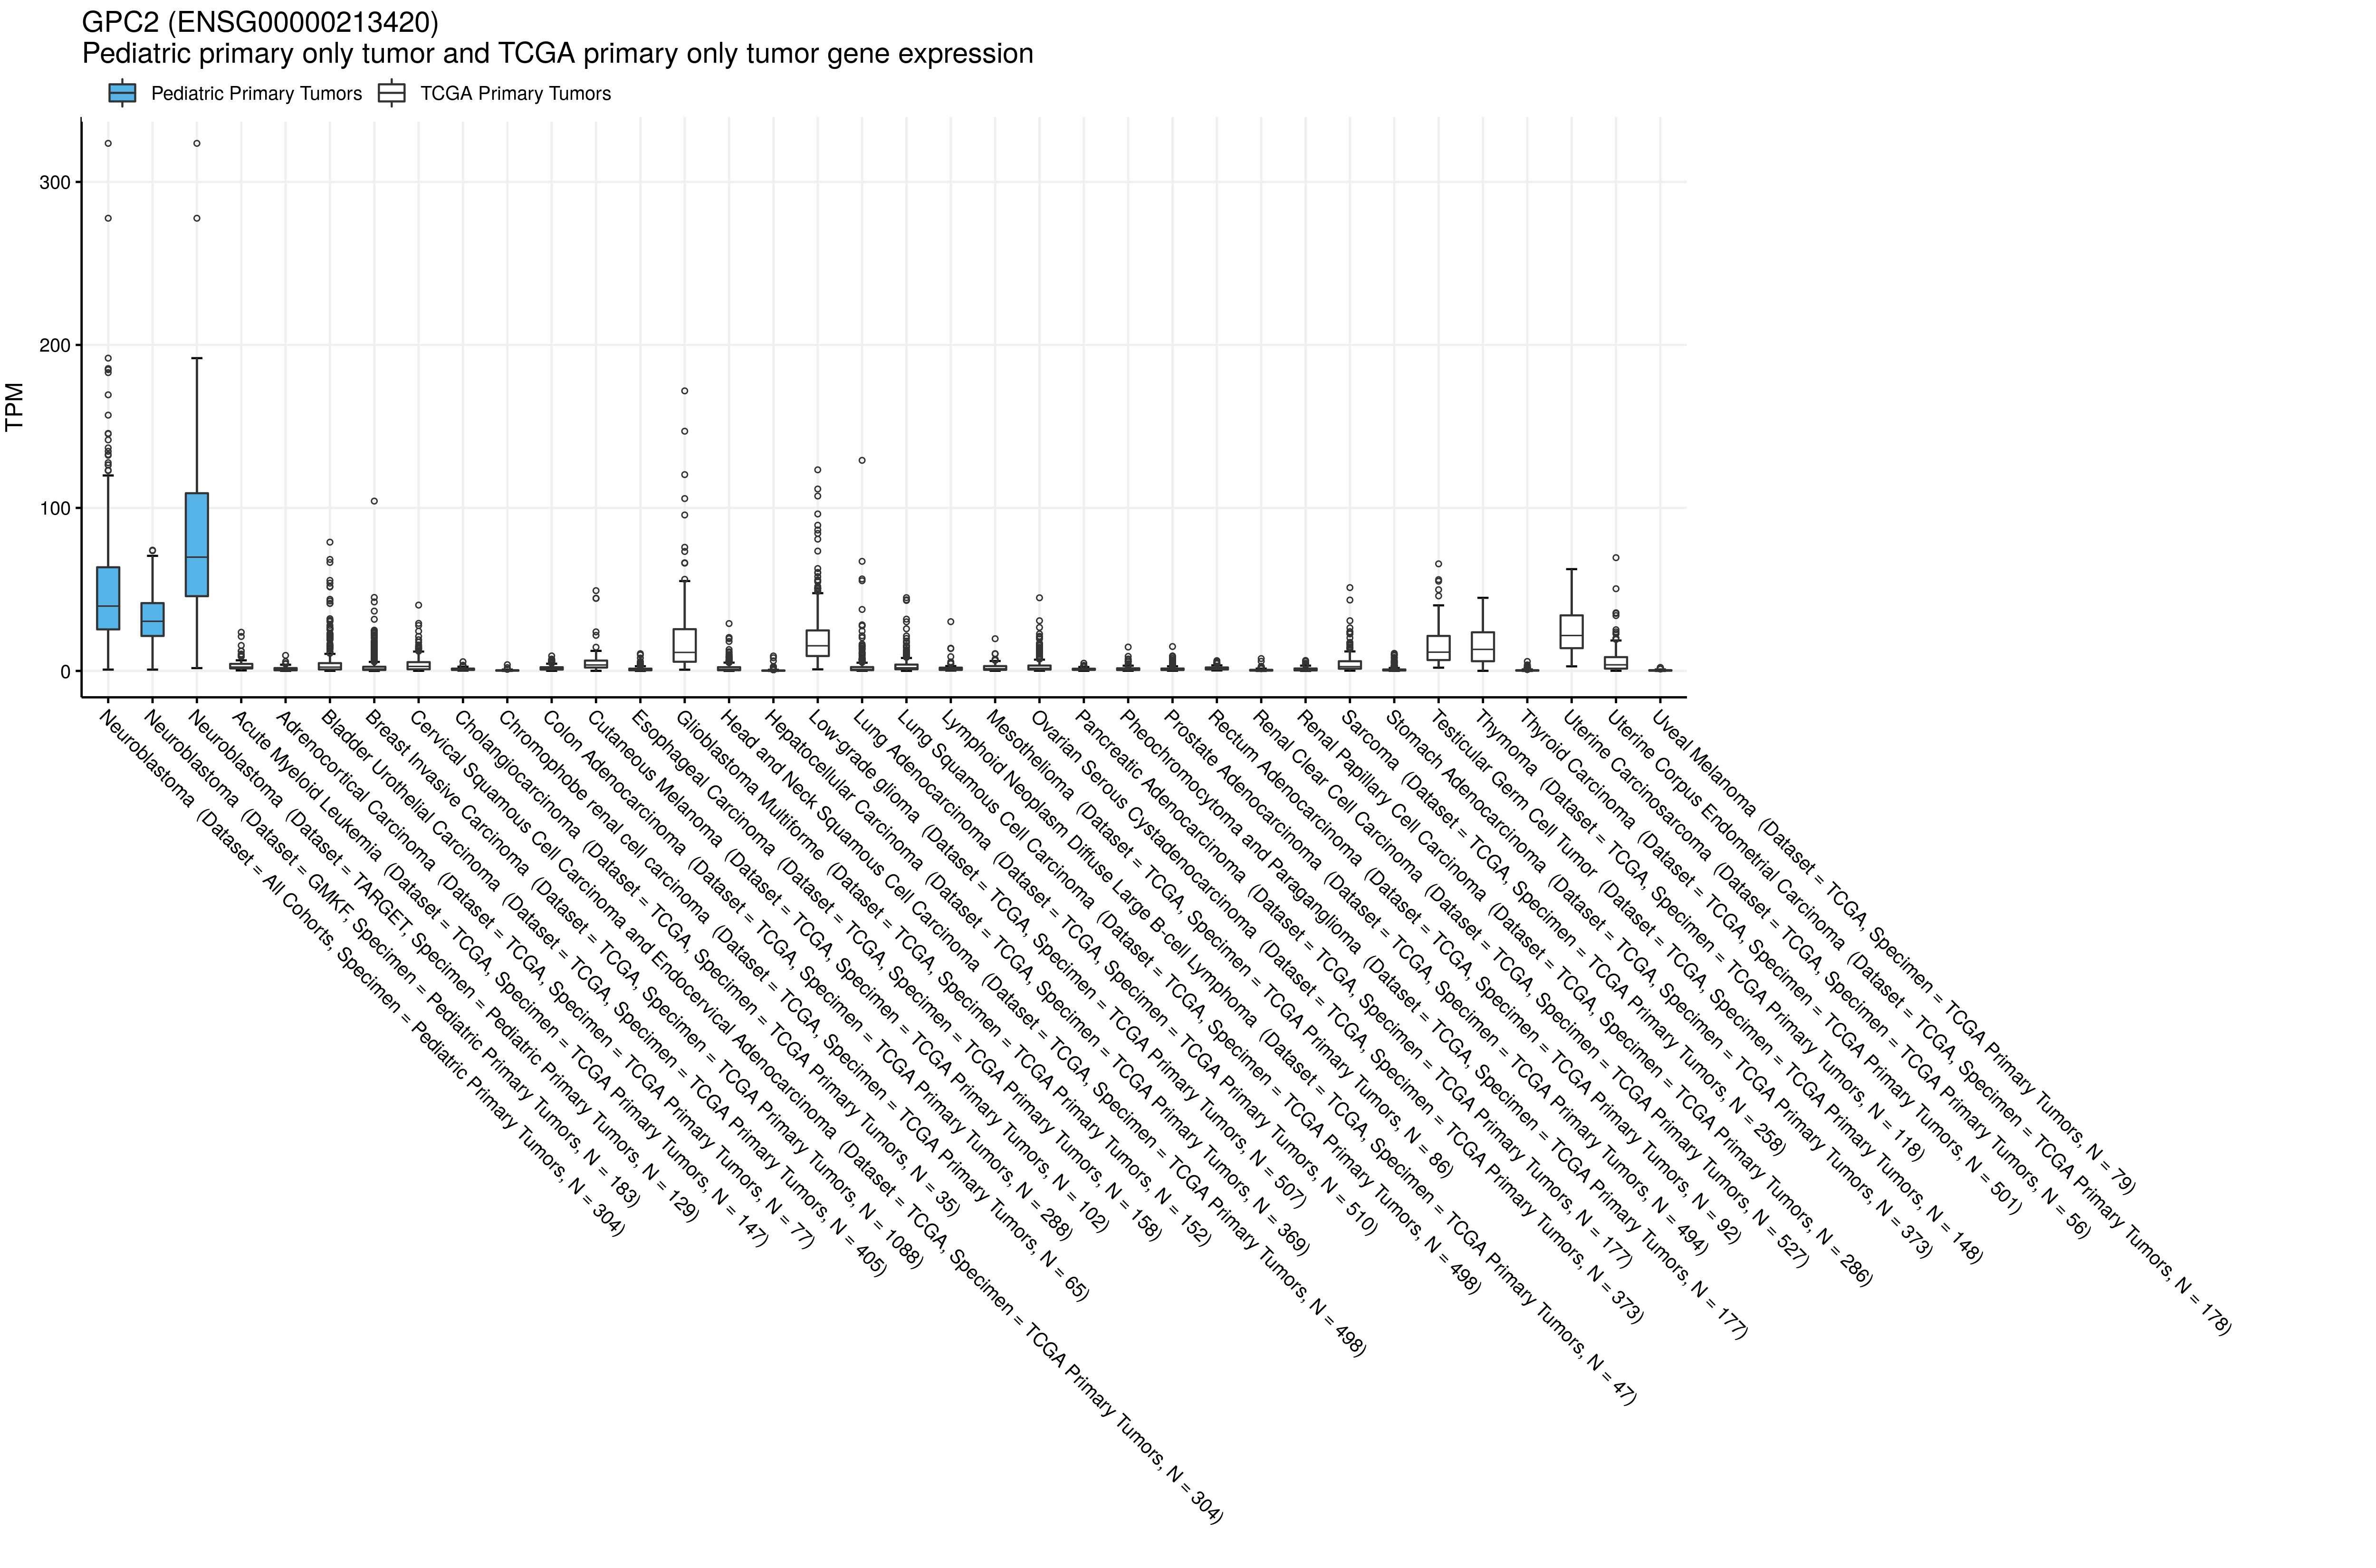 GPC2 (ENSG00000213420)
Pediatric primary only tumor and TCGA primary only tumor gene expression
Pediatric Primary Tumors
TCGA Primary Tumors
TPM
300
200
100
0
Neuroblastoma (Dataset = All Cohorts, Specimen = Pediatric Primary Tumors, N = 304)
Neuroblastoma (Dataset = GMKF, Specimen = Pediatric Primary Tumors, N = 183)
Neuroblastoma (Dataset = TARGET, Specimen = Pediatric Primary Tumors, N = 129)
Acute Myeloid Leukemia (Dataset = TCGA, Specimen = TCGA Primary Tumors, N = 147)
Adrenocortical Carcinoma (Dataset = TCGA, Specimen = TCGA Primary Tumors, N = 77)
Bladder Urothelial Carcinoma (Dataset = TCGA, Specimen = TCGA Primary Tumors, N = 405)
Breast Invasive Carcinoma (Dataset = TCGA, Specimen = TCGA Primary Tumors, N = 1088)
Cervical Squamous Cell Carcinoma and Endocervical Adenocarcinoma (Dataset = TCGA, Specimen = TCGA Primary Tumors, N = 304)
Cholangiocarcinoma (Dataset = TCGA, Specimen = TCGA Primary Tumors, N = 35)
Chromophobe renal cell carcinoma (Dataset = TCGA, Specimen = TCGA Primary Tumors, N = 65)
Colon Adenocarcinoma (Dataset = TCGA, Specimen = TCGA Primary Tumors, N = 288)
Cutaneous Melanoma (Dataset = TCGA, Specimen = TCGA Primary Tumors, N = 102)
Esophageal Carcinoma (Dataset = TCGA, Specimen = TCGA Primary Tumors, N = 158)
Glioblastoma Multiforme (Dataset = TCGA, Specimen = TCGA Primary Tumors, N = 152)
Head and Neck Squamous Cell Carcinoma (Dataset = TCGA, Specimen = TCGA Primary Tumors, N = 498)
Hepatocellular Carcinoma (Dataset = TCGA, Specimen = TCGA Primary Tumors, N = 369)
Low-grade glioma (Dataset = TCGA, Specimen = TCGA Primary Tumors, N = 507)
Lung Adenocarcinoma (Dataset = TCGA, Specimen = TCGA Primary Tumors, N = 510)
Lung Squamous Cell Carcinoma (Dataset = TCGA, Specimen = TCGA Primary Tumors, N = 498)
Lymphoid Neoplasm Diffuse Large B-cell Lymphoma (Dataset = TCGA, Specimen = TCGA Primary Tumors, N = 47)
Mesothelioma (Dataset = TCGA, Specimen = TCGA Primary Tumors, N = 86)
Ovarian Serous Cystadenocarcinoma (Dataset = TCGA, Specimen = TCGA Primary Tumors, N = 373)
Pancreatic Adenocarcinoma (Dataset = TCGA, Specimen = TCGA Primary Tumors, N = 177)
Pheochromocytoma and Paraganglioma (Dataset = TCGA, Specimen = TCGA Primary Tumors, N = 177)
Prostate Adenocarcinoma (Dataset = TCGA, Specimen = TCGA Primary Tumors, N = 494)
Rectum Adenocarcinoma (Dataset = TCGA, Specimen = TCGA Primary Tumors, N = 92)
Renal Clear Cell Carcinoma (Dataset = TCGA, Specimen = TCGA Primary Tumors, N = 527)
Renal Papillary Cell Carcinoma (Dataset = TCGA, Specimen = TCGA Primary Tumors, N = 286)
Sarcoma (Dataset = TCGA, Specimen = TCGA Primary Tumors, N = 258)
Stomach Adenocarcinoma (Dataset = TCGA, Specimen = TCGA Primary Tumors, N = 373)
Testicular Germ Cell Tumor (Dataset = TCGA, Specimen = TCGA Primary Tumors, N = 148)
Thymoma (Dataset = TCGA, Specimen = TCGA Primary Tumors, N = 118)
Thyroid Carcinoma (Dataset = TCGA, Specimen = TCGA Primary Tumors, N = 501)
Uterine Carcinosarcoma (Dataset = TCGA, Specimen = TCGA Primary Tumors, N = 56)
Uterine Corpus Endometrial Carcinoma (Dataset = TCGA, Specimen = TCGA Primary Tumors, N = 178)
Uveal Melanoma (Dataset = TCGA, Specimen = TCGA Primary Tumors, N = 79)